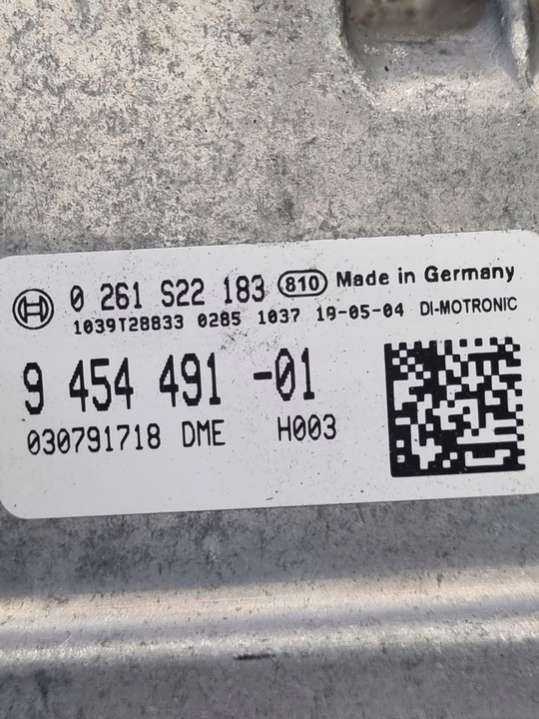 0 261 S22 183 810 Made in Germany
1039T28833 0285 1037 19-05-04 DI-MOTRONIC
9 454 491 -01
030791718 DME H003